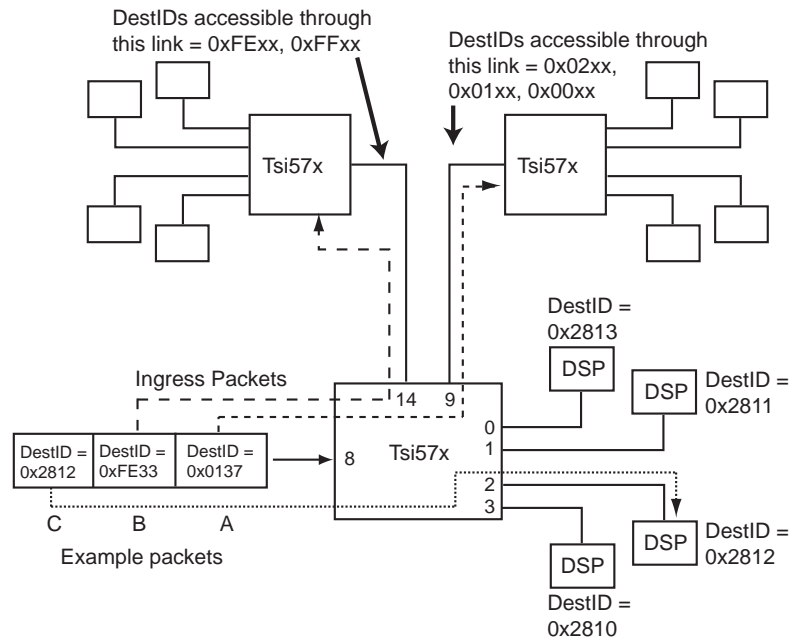 DestIDs accessible through
this link = 0xFExx, 0xFFxx
DestIDs accessible through
this link = 0x02xx,
0x01xx, 0x00xx
Tsi57x
Tsi57x
DestID =
0x2813
Ingress Packets
DSP
DestID =
0x2811
DSP
14
9
0
1
2
3
8
Tsi57x
DestID =
0x2812
DestID =
0xFE33
DestID =
0x0137
C
B
A
Example packets
DSP
DestID =
0x2812
DSP
DestID =
0x2810